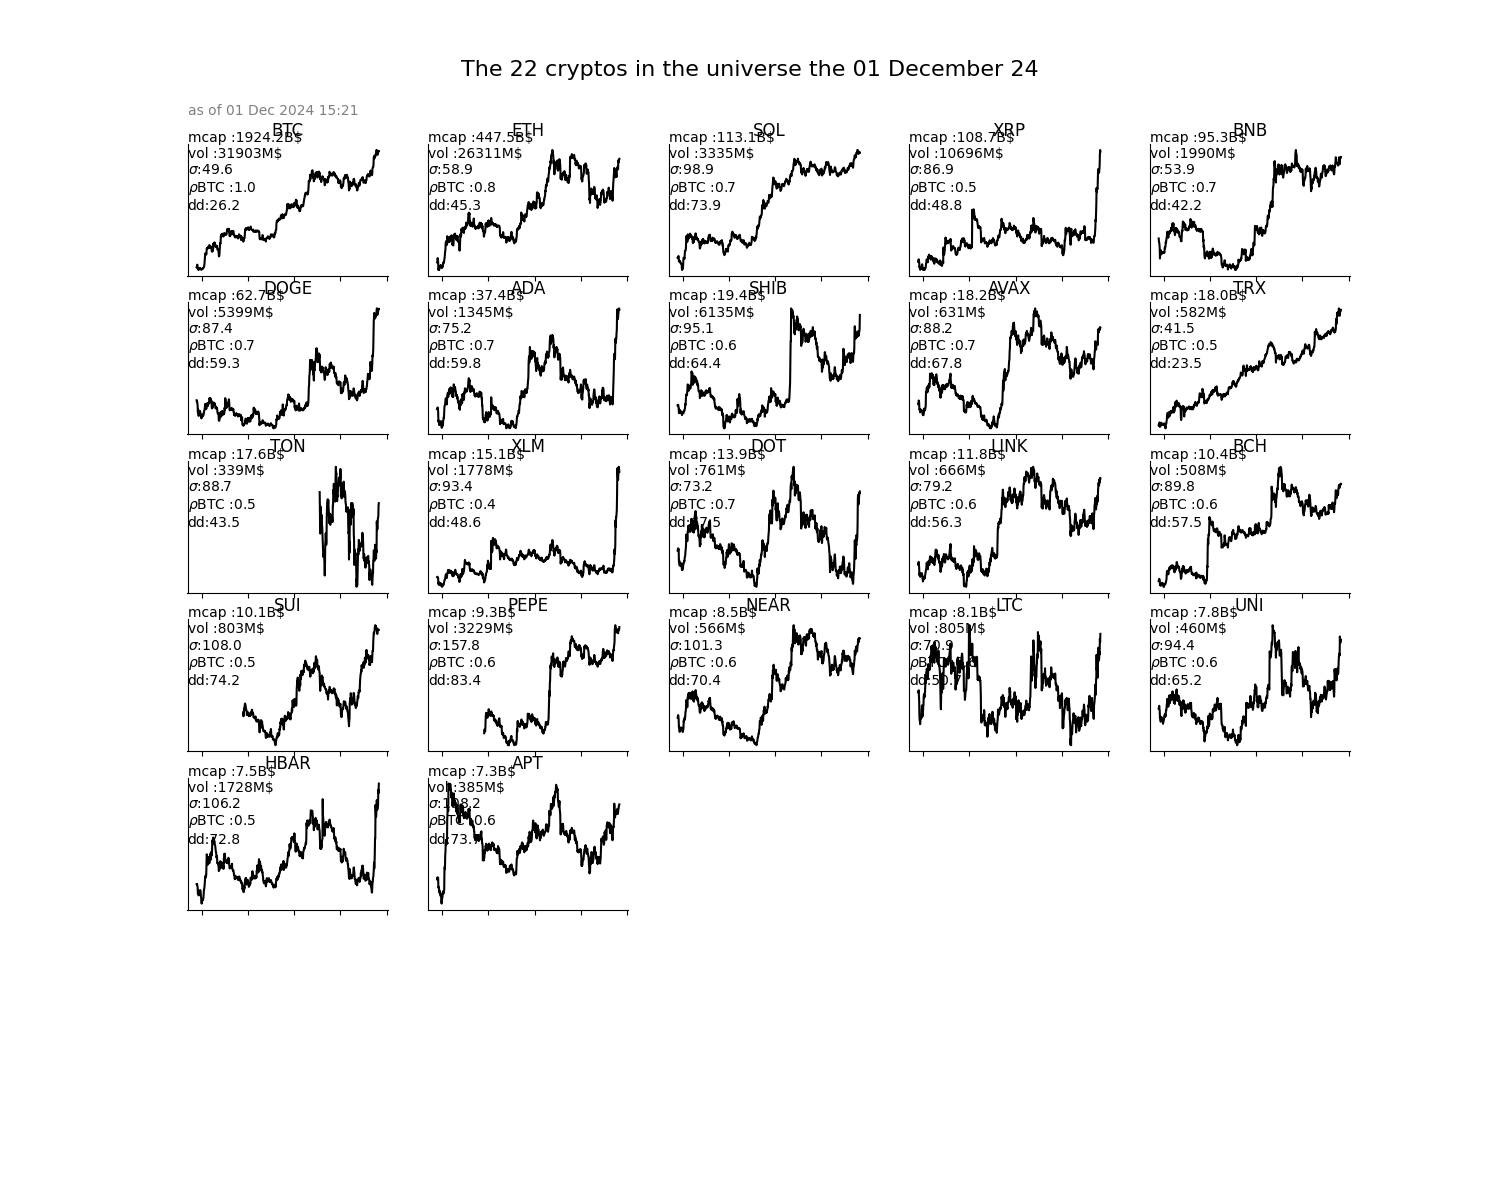 The 22 cryptos in the universe the 01 December 24
as of 01 Dec 2024 15:21
BTC
mcap :1924.2B$
vol :31903M$
σ:49.6
ρBTC :1.0
dd:26.2
ETH
mcap :447.5B$
vol :26311M$
σ:58.9
ρBTC :0.8
dd:45.3
SOL
mcap :113.1B$
vol :3335M$
σ:98.9
ρBTC :0.7
dd:73.9
XRP
mcap :108.7B$
vol :10696M$
σ:86.9
ρBTC :0.5
dd:48.8
BNB
mcap :95.3B$
vol :1990M$
σ:53.9
ρBTC :0.7
dd:42.2
DOGE
mcap :62.7B$
vol :5399M$
σ:87.4
ρBTC :0.7
dd:59.3
ADA
mcap :37.4B$
vol :1345M$
σ:75.2
ρBTC :0.7
dd:59.8
SHIB
mcap :19.4B$
vol :6135M$
σ:95.1
ρBTC :0.6
dd:64.4
AVAX
mcap :18.2B$
vol :631M$
σ:88.2
ρBTC :0.7
dd:67.8
TRX
mcap :18.0B$
vol :582M$
σ:41.5
ρBTC :0.5
dd:23.5
TON
mcap :17.6B$
vol :339M$
σ:88.7
ρBTC :0.5
dd:43.5
XLM
mcap :15.1B$
vol :1778M$
σ:93.4
ρBTC :0.4
dd:48.6
DOT
mcap :13.9B$
vol :761M$
σ:73.2
ρBTC :0.7
LINK
mcap :11.8B$
vol :666M$
σ:79.2
ρBTC :0.6
dd:56.3
BCH
mcap :10.4B$
vol :508M$
σ:89.8
ρBTC :0.6
dd:57.5
SUI
mcap :10.1B$
vol :803M$
σ:108.0
ρBTC :0.5
dd:74.2
PEPE
mcap :9.3B$
vol :3229M$
σ:157.8
ρBTC :0.6
dd:83.4
NEAR
mcap :8.5B$
vol :566M$
σ:101.3
ρBTC :0.6
dd:70.4
LTC
mcap :8.1B$
vol :805M$
dd:50.7
UNI
mcap :7.8B$
vol :460M$
σ:94.4
ρBTC :0.6
dd:65.2
HBAR
mcap :7.5B$
vol :1728M$
σ:106.2
ρBTC :0.5
dd:72.8
APT
mcap :7.3B$
vol :385M$
σ:108.2
ρBTC :0.6